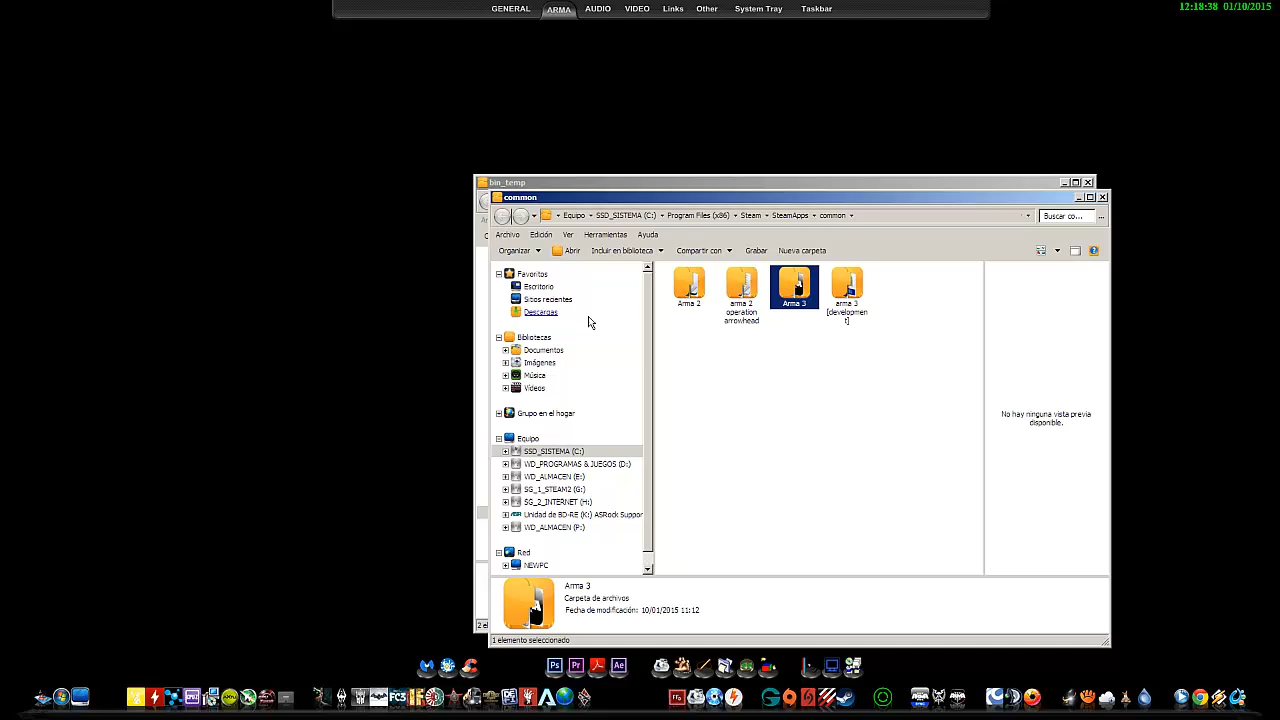 GENERAL ARMA AUDIO VIDEO Links Other System Tray Taskbar
12:18:38 01/10/2015
bin_temp
common
Equipo SSD_SISTEMA (C:) Program Files (x86) Steam SteamApps common
Buscar co...
Archivo Edición Ver Herramientas Ayuda
Organizar Abrir Incluir en biblioteca Compartir con Grabar Nueva carpeta
Favoritos
Escritorio
Sitios recientes
Descargas
Bibliotecas
Documentos
Imágenes
Música
Vídeos
Grupo en el hogar
Equipo
SSD_SISTEMA (C:)
WD_PROGRAMAS & JUEGOS (D:)
WD_ALMACEN (E:)
SG_1_STEAM2 (G:)
SG_2_INTERNET (H:)
Unidad de BD-RE (K:) ASRock Suppor
WD_ALMACEN (P:)
Red
NEWPC
Arma 2
arma 2
operation
arrowhead
Arma 3
arma 3
[developmen
t]
No hay ninguna vista previa
disponible.
Arma 3
Carpeta de archivos
Fecha de modificación: 10/01/2015 11:12
2 el
1 elemento seleccionado
Ps Pr Ae